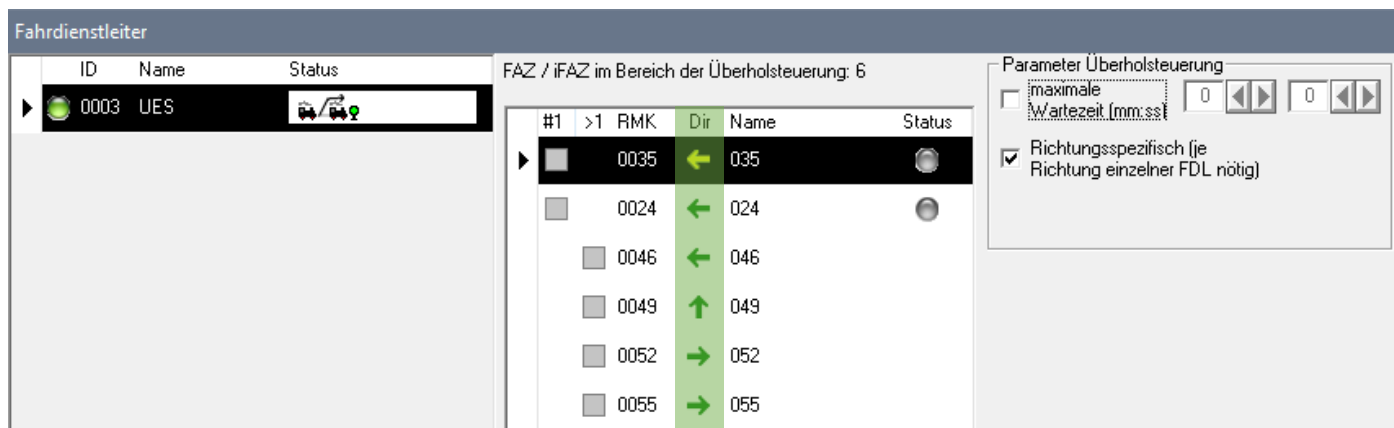 Fahrdienstleiter
ID Name Status
0003 UES
FAZ / iFAZ im Bereich der Überholsteuerung: 6
#1 >1 RMK Dir Name Status
0035 035
0024 024
0046 046
0049 049
0052 052
0055 055
Parameter Überholsteuerung
maximale
Wartezeit (mm:ss) 0 0
Richtungsspezifisch (je
Richtung einzelner FDL nötig)